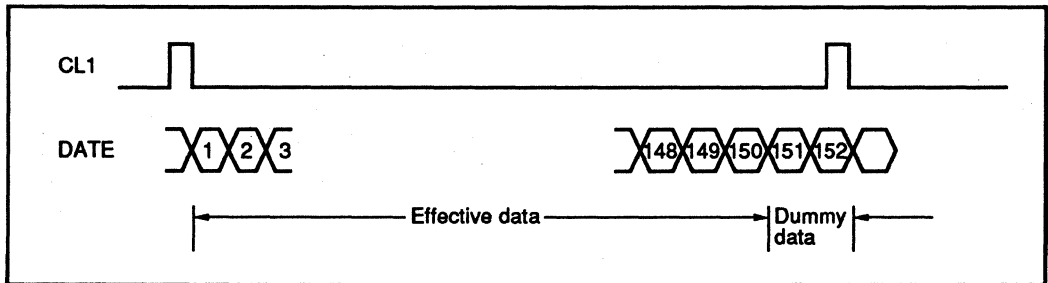 CL1
DATE
1 2 3 148 149 150 151 152
Effective data
Dummy
data